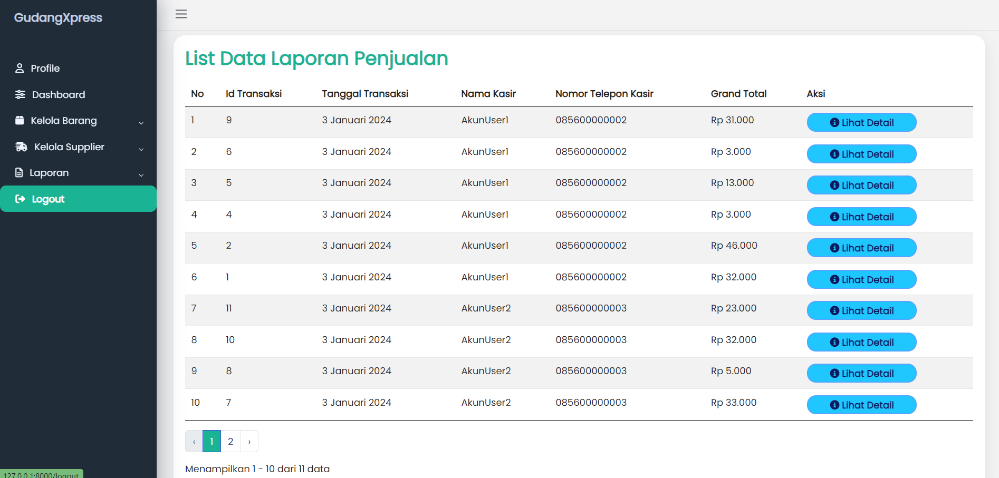 GudangXpress
Profile
Dashboard
Kelola Barang
Kelola Supplier
Laporan
Logout
List Data Laporan Penjualan
No Id Transaksi Tanggal Transaksi Nama Kasir Nomor Telepon Kasir Grand Total Aksi
1 9 3 Januari 2024 AkunUser1 085600000002 Rp 31.000 Lihat Detail
2 6 3 Januari 2024 AkunUser1 085600000002 Rp 3.000 Lihat Detail
3 5 3 Januari 2024 AkunUser1 085600000002 Rp 13.000 Lihat Detail
4 4 3 Januari 2024 AkunUser1 085600000002 Rp 3.000 Lihat Detail
5 2 3 Januari 2024 AkunUser1 085600000002 Rp 46.000 Lihat Detail
6 1 3 Januari 2024 AkunUser1 085600000002 Rp 32.000 Lihat Detail
7 11 3 Januari 2024 AkunUser2 085600000003 Rp 23.000 Lihat Detail
8 10 3 Januari 2024 AkunUser2 085600000003 Rp 32.000 Lihat Detail
9 8 3 Januari 2024 AkunUser2 085600000003 Rp 5.000 Lihat Detail
10 7 3 Januari 2024 AkunUser2 085600000003 Rp 33.000 Lihat Detail
‹ 1 2 ›
Menampilkan 1 - 10 dari 11 data
127.0.0.1:8000/logout